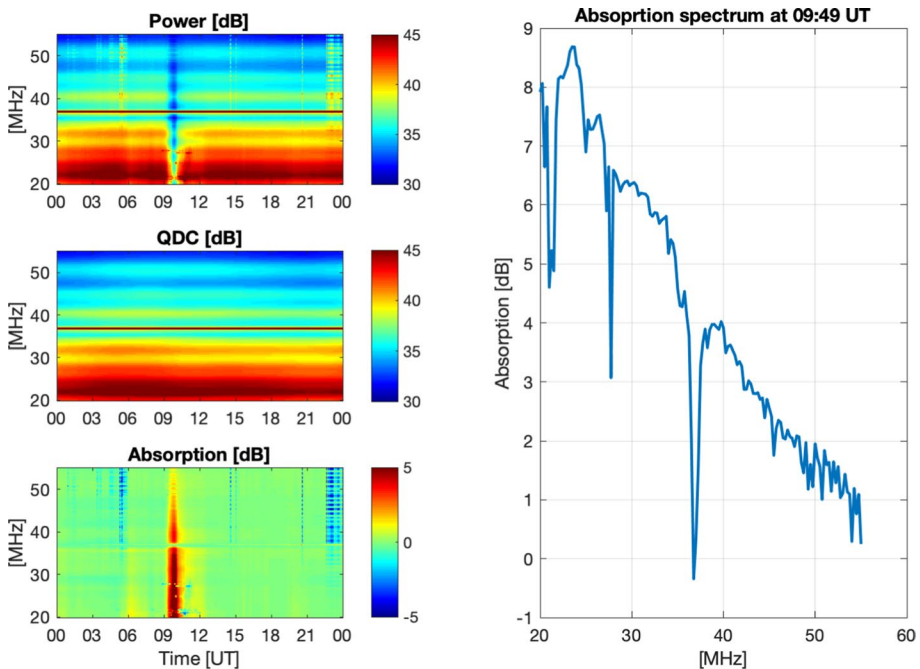 Power [dB]
50
40
30
20
[MHz]
00 03 06 09 12 15 18 21 00
45
40
35
30
QDC [dB]
50
40
30
20
[MHz]
00 03 06 09 12 15 18 21 00
45
40
35
30
Absorption [dB]
50
40
30
20
[MHz]
00 03 06 09 12 15 18 21 00
Time [UT]
5
0
-5
Absoprtion spectrum at 09:49 UT
9
8
7
6
5
4
3
2
1
0
-1
Absorption [dB]
20 30 40 50 60
[MHz]